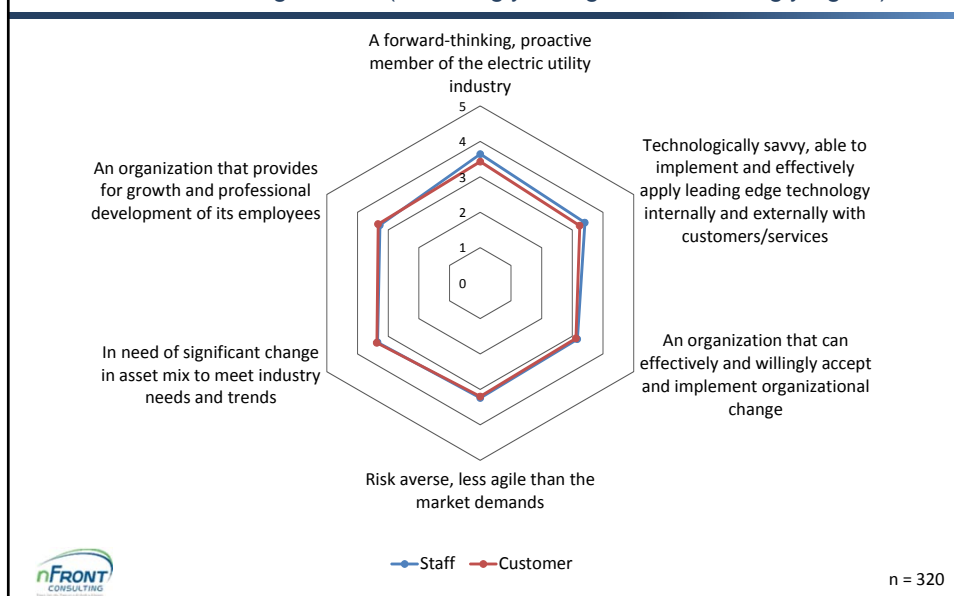 A forward-thinking, proactive
member of the electric utility
industry
5
4
3
2
1
0
Technologically savvy, able to
implement and effectively
apply leading edge technology
internally and externally with
customers/services
An organization that provides
for growth and professional
development of its employees
An organization that can
effectively and willingly accept
and implement organizational
change
In need of significant change
in asset mix to meet industry
needs and trends
Risk averse, less agile than the
market demands
Staff Customer
nFRONT
CONSULTING
n = 320